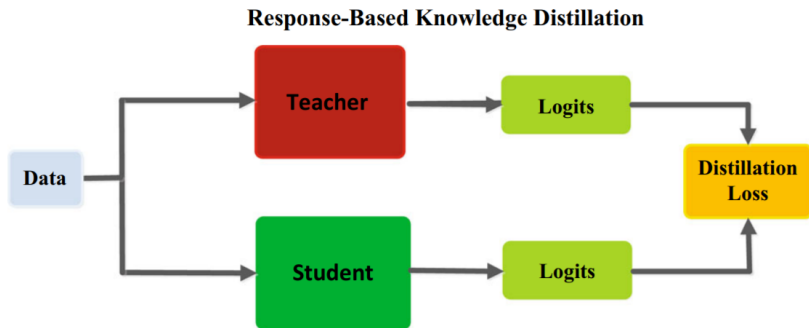 Response-Based Knowledge Distillation
Teacher
Logits
Data
Distillation
Loss
Student
Logits